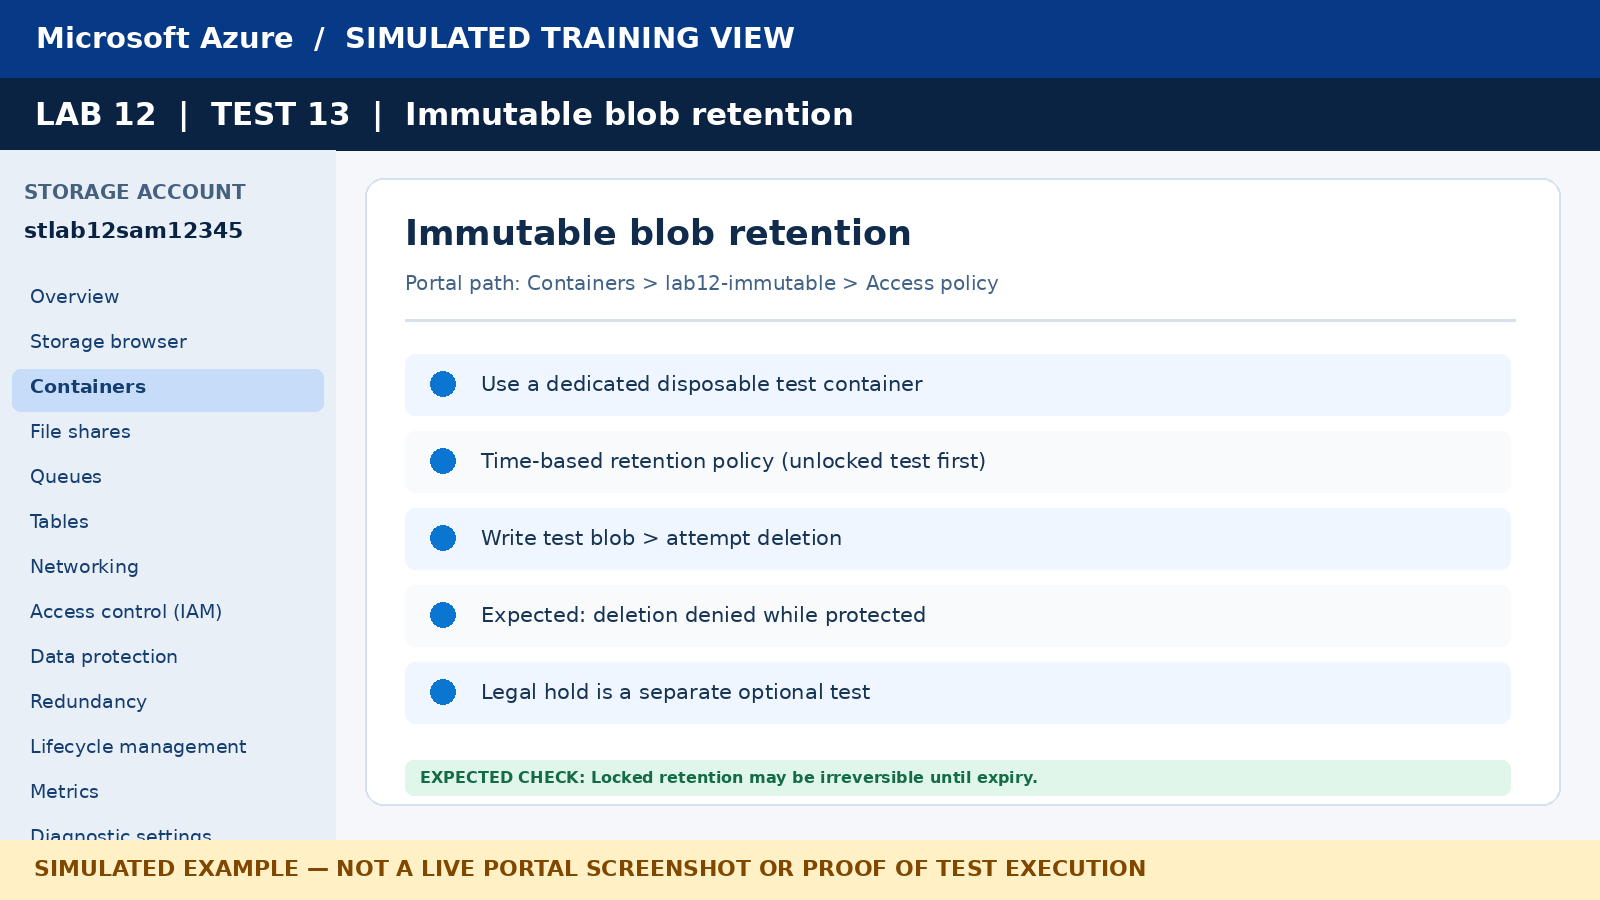 Microsoft Azure / SIMULATED TRAINING VIEW
LAB 12 | TEST 13 | Immutable blob retention
STORAGE ACCOUNT
stlab12sam12345
Overview
Storage browser
Containers
File shares
Queues
Tables
Networking
Access control (IAM)
Data protection
Redundancy
Lifecycle management
Metrics
Diagnostic settings
Immutable blob retention
Portal path: Containers > lab12-immutable > Access policy
Use a dedicated disposable test container
Time-based retention policy (unlocked test first)
Write test blob > attempt deletion
Expected: deletion denied while protected
Legal hold is a separate optional test
EXPECTED CHECK: Locked retention may be irreversible until expiry.
SIMULATED EXAMPLE — NOT A LIVE PORTAL SCREENSHOT OR PROOF OF TEST EXECUTION